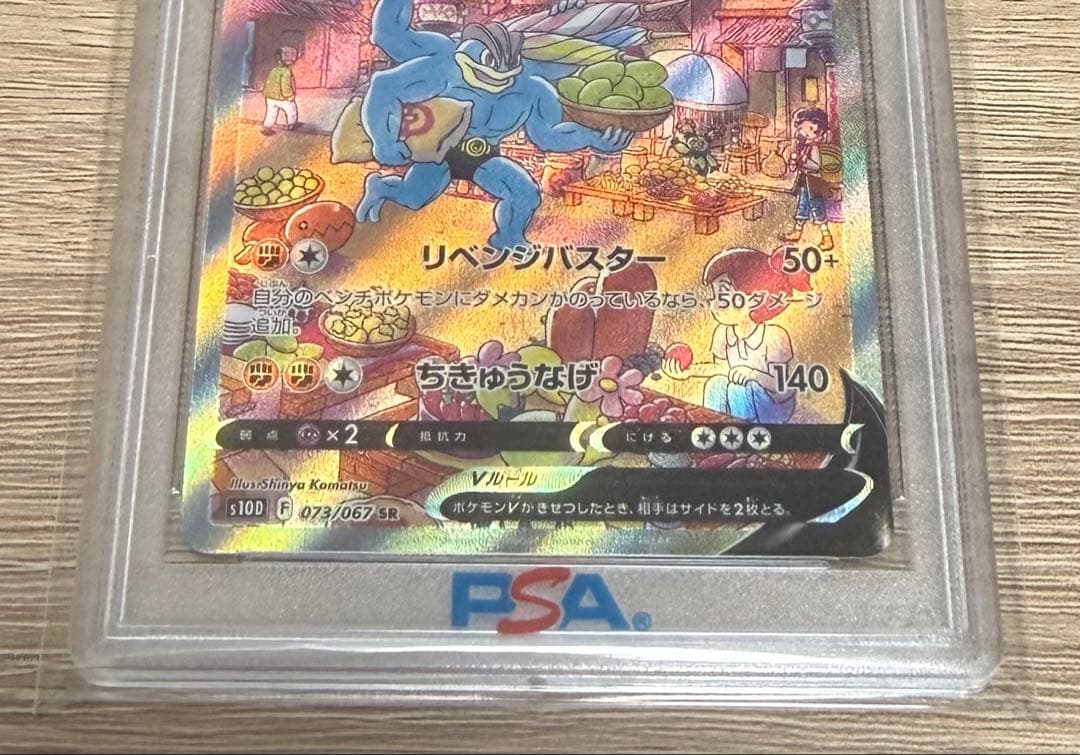 リベンジバスター 50+
自分のベンチポケモンにダメカンがのっているなら、50ダメージ
追加。
ちきゅうなげ 140
弱点 ×2 抵抗力 にげる
Illus. Shinya Komatsu
Vルール
ポケモンVがきぜつしたとき、相手はサイドを2枚とる。
s10D F 073/067 SR
PSA®